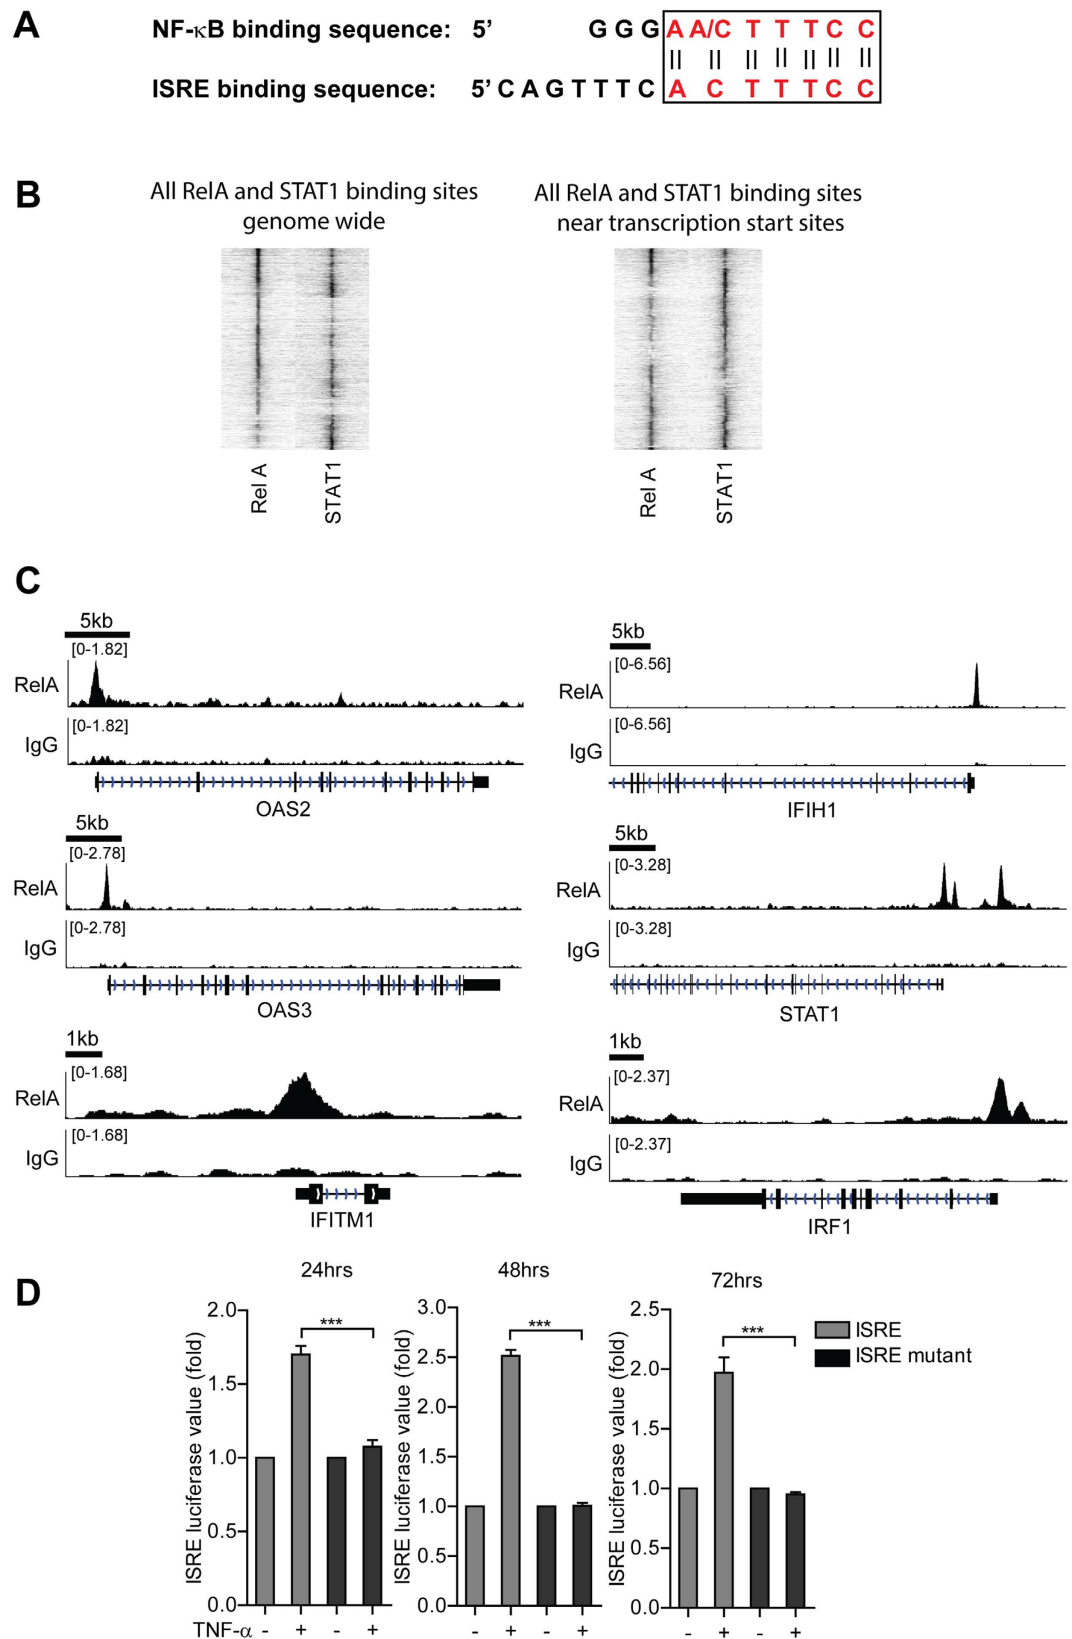 A
NF-κB binding sequence: 5' G G G A A/C T T T C C
ISRE binding sequence: 5' C A G T T T C A C T T T C C
B
All RelA and STAT1 binding sites
genome wide
All RelA and STAT1 binding sites
near transcription start sites
Rel A
STAT1
Rel A
STAT1
C
5kb
[0-1.82]
RelA
[0-1.82]
IgG
OAS2
5kb
[0-6.56]
RelA
[0-6.56]
IgG
IFIH1
5kb
[0-2.78]
RelA
[0-2.78]
IgG
OAS3
5kb
[0-3.28]
RelA
[0-3.28]
IgG
STAT1
1kb
[0-1.68]
RelA
[0-1.68]
IgG
IFITM1
1kb
[0-2.37]
RelA
[0-2.37]
IgG
IRF1
D
24hrs
ISRE luciferase value (fold)
2.0
1.5
1.0
0.5
0.0
***
TNF-α - + - +
48hrs
ISRE luciferase value (fold)
3.0
2.5
2.0
1.5
1.0
0.5
0.0
***
- + - +
72hrs
ISRE luciferase value (fold)
2.5
2.0
1.5
1.0
0.5
0.0
***
- + - +
ISRE
ISRE mutant